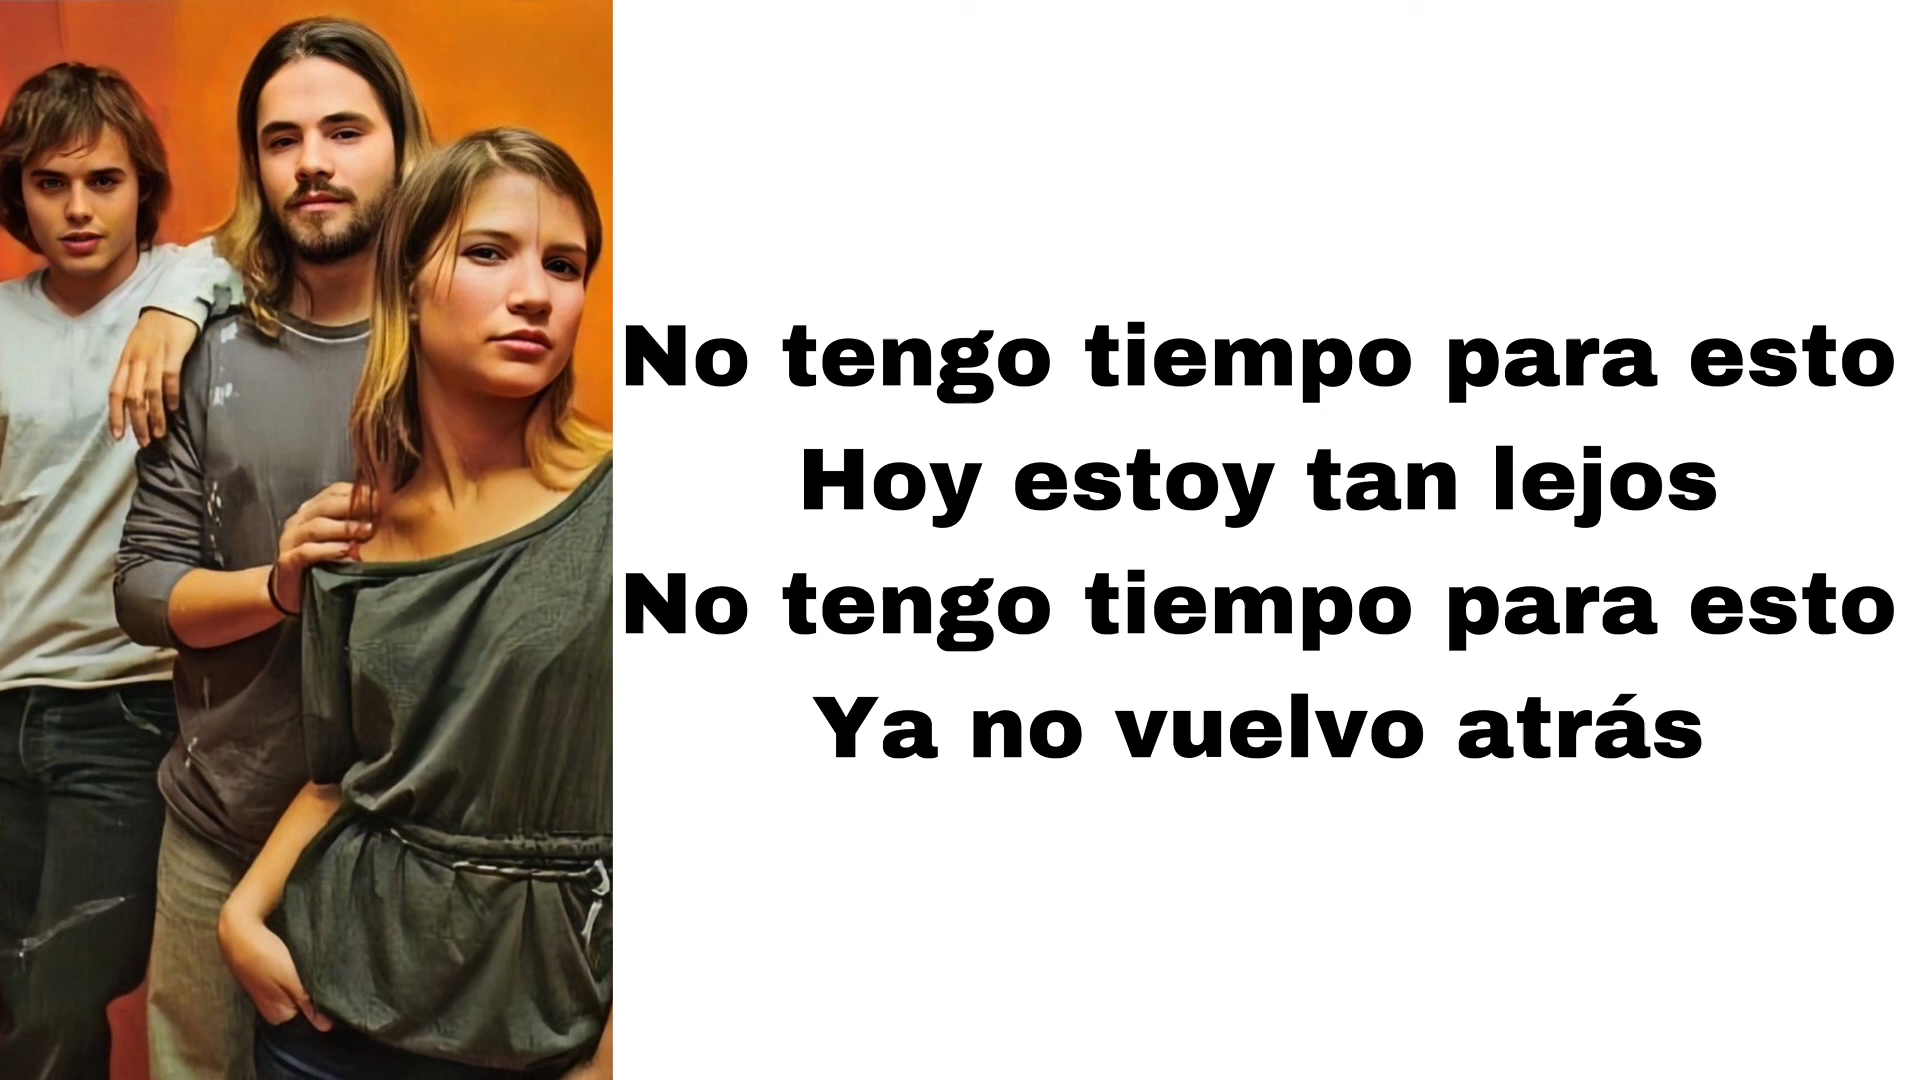 No tengo tiempo para esto
Hoy estoy tan lejos
No tengo tiempo para esto
Ya no vuelvo atrás